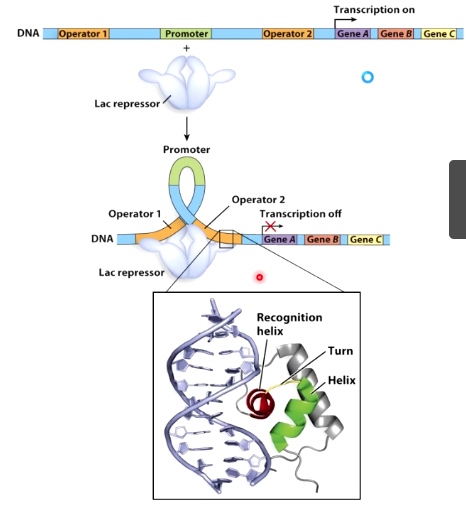 Transcription on
DNA Operator 1 Promoter Operator 2 Gene A Gene B Gene C
+
Lac repressor
Promoter
Operator 2
Operator 1
Transcription off
DNA Gene A Gene B Gene C
Lac repressor
Recognition
helix
Turn
Helix